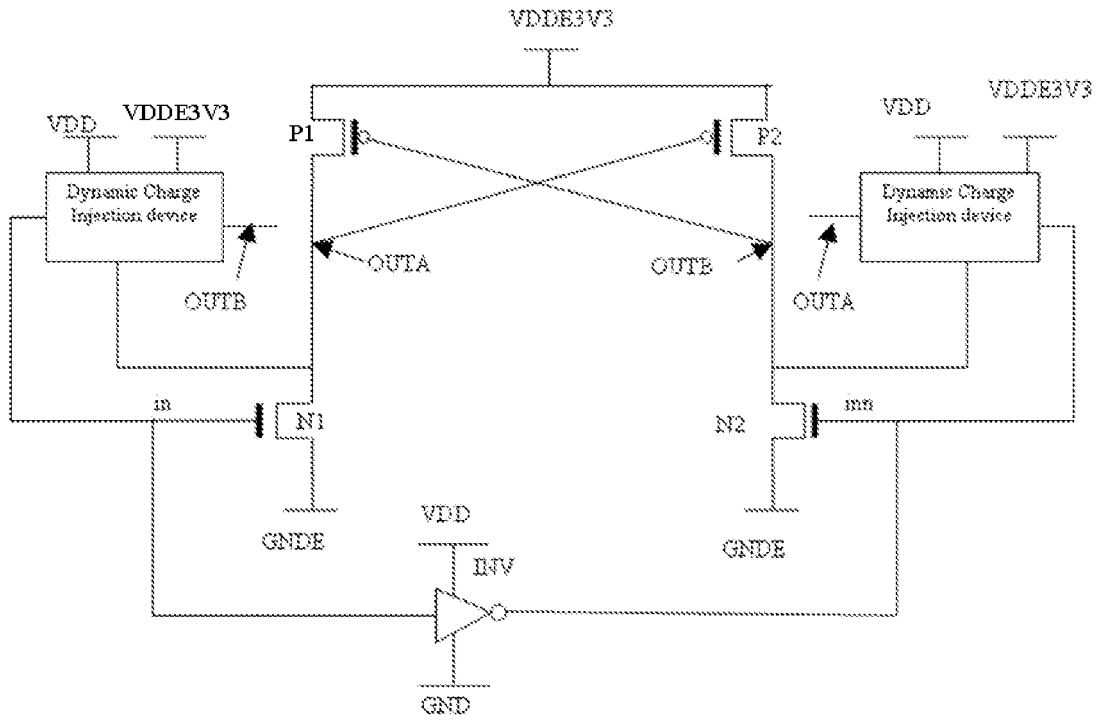 VDDE3V3
VDD
VDDE3V3
P1
P2
VDD
VDDE3V3
Dynamic Charge
Injection device
Dynamic Charge
Injection device
OUTA
OUTB
OUTB
OUTA
in
N1
N2
inn
GNDE
VDD
GNDE
INV
GND